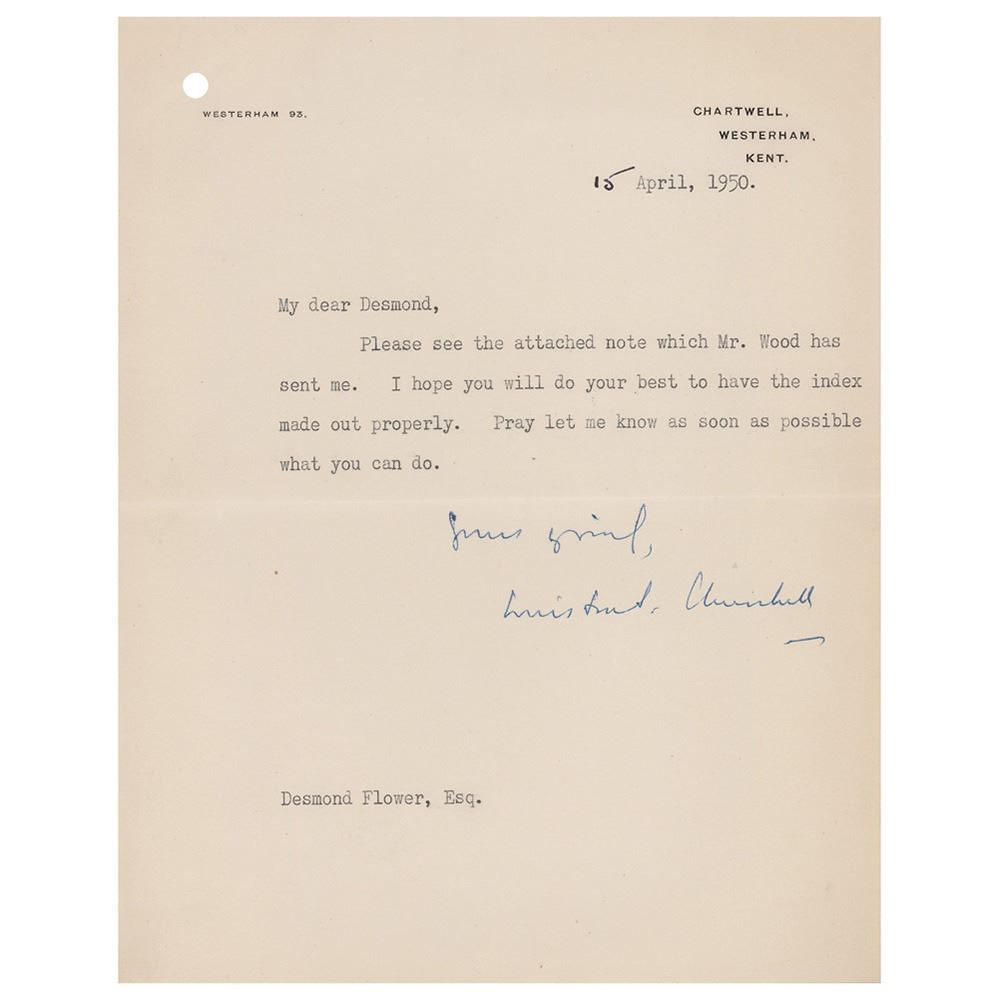 WESTERHAM 93.
CHARTWELL,
WESTERHAM,
KENT.
15 April, 1950.
My dear Desmond,
Please see the attached note which Mr. Wood has
sent me. I hope you will do your best to have the index
made out properly. Pray let me know as soon as possible
what you can do.
Yours
Winston S. Churchill
Desmond Flower, Esq.